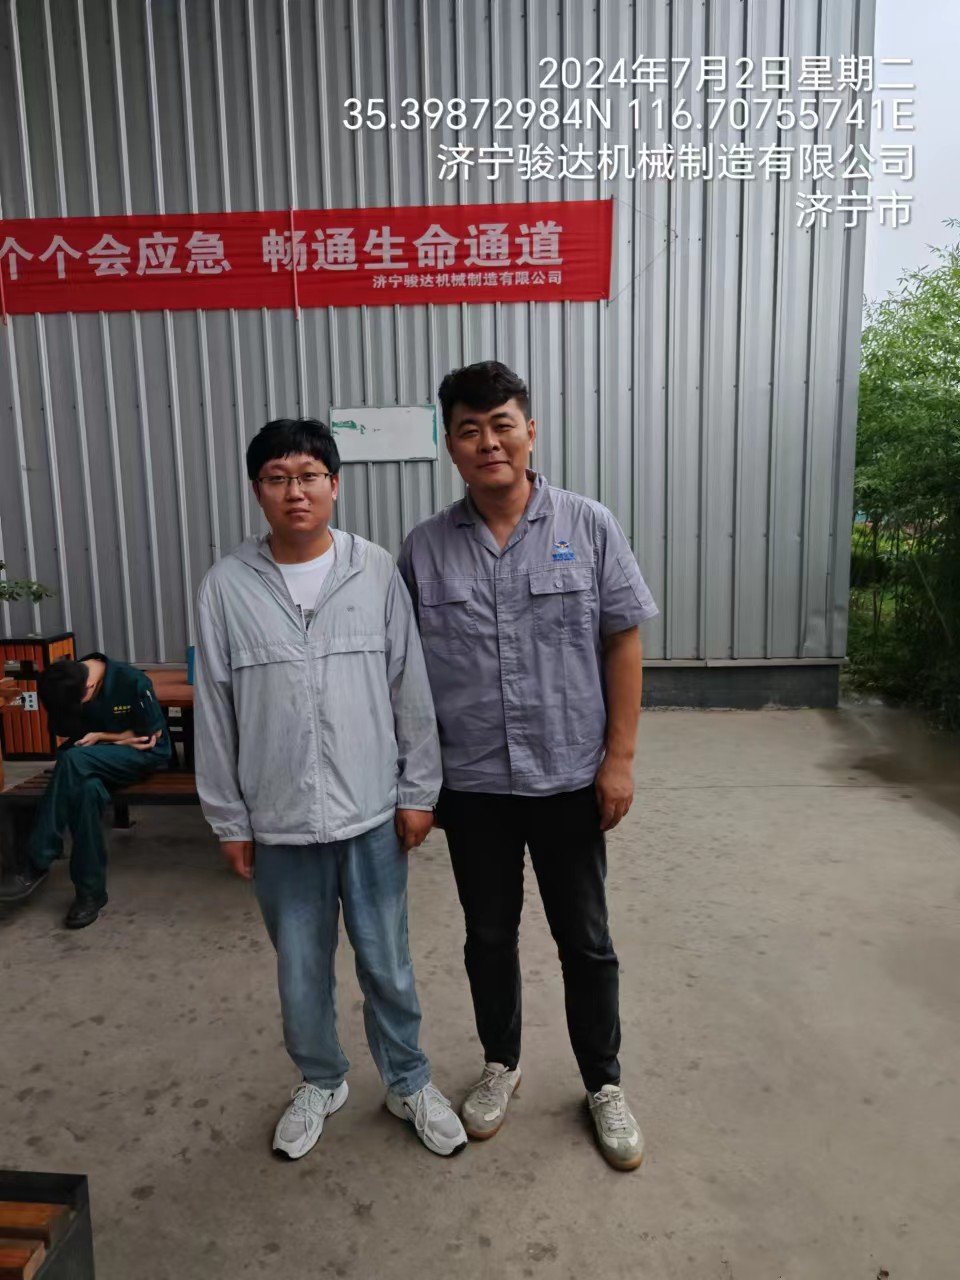 2024年7月2日星期二
35.39872984N 116.70755741E
济宁骏达机械制造有限公司
济宁市
个个会应急 畅通生命通道
济宁骏达机械制造有限公司